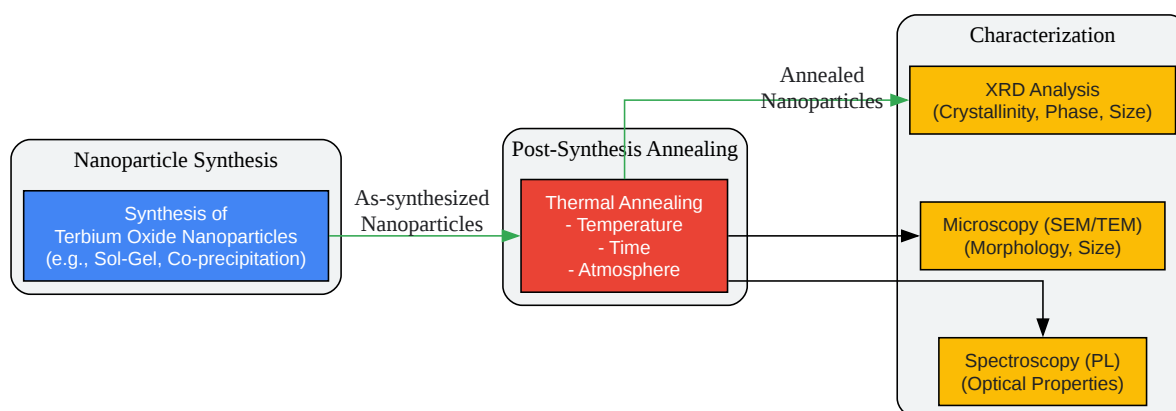 Nanoparticle Synthesis
Synthesis of
Terbium Oxide Nanoparticles
(e.g., Sol-Gel, Co-precipitation)
As-synthesized
Nanoparticles
Post-Synthesis Annealing
Thermal Annealing
- Temperature
- Time
- Atmosphere
Annealed
Nanoparticles
Characterization
XRD Analysis
(Crystallinity, Phase, Size)
Microscopy (SEM/TEM)
(Morphology, Size)
Spectroscopy (PL)
(Optical Properties)